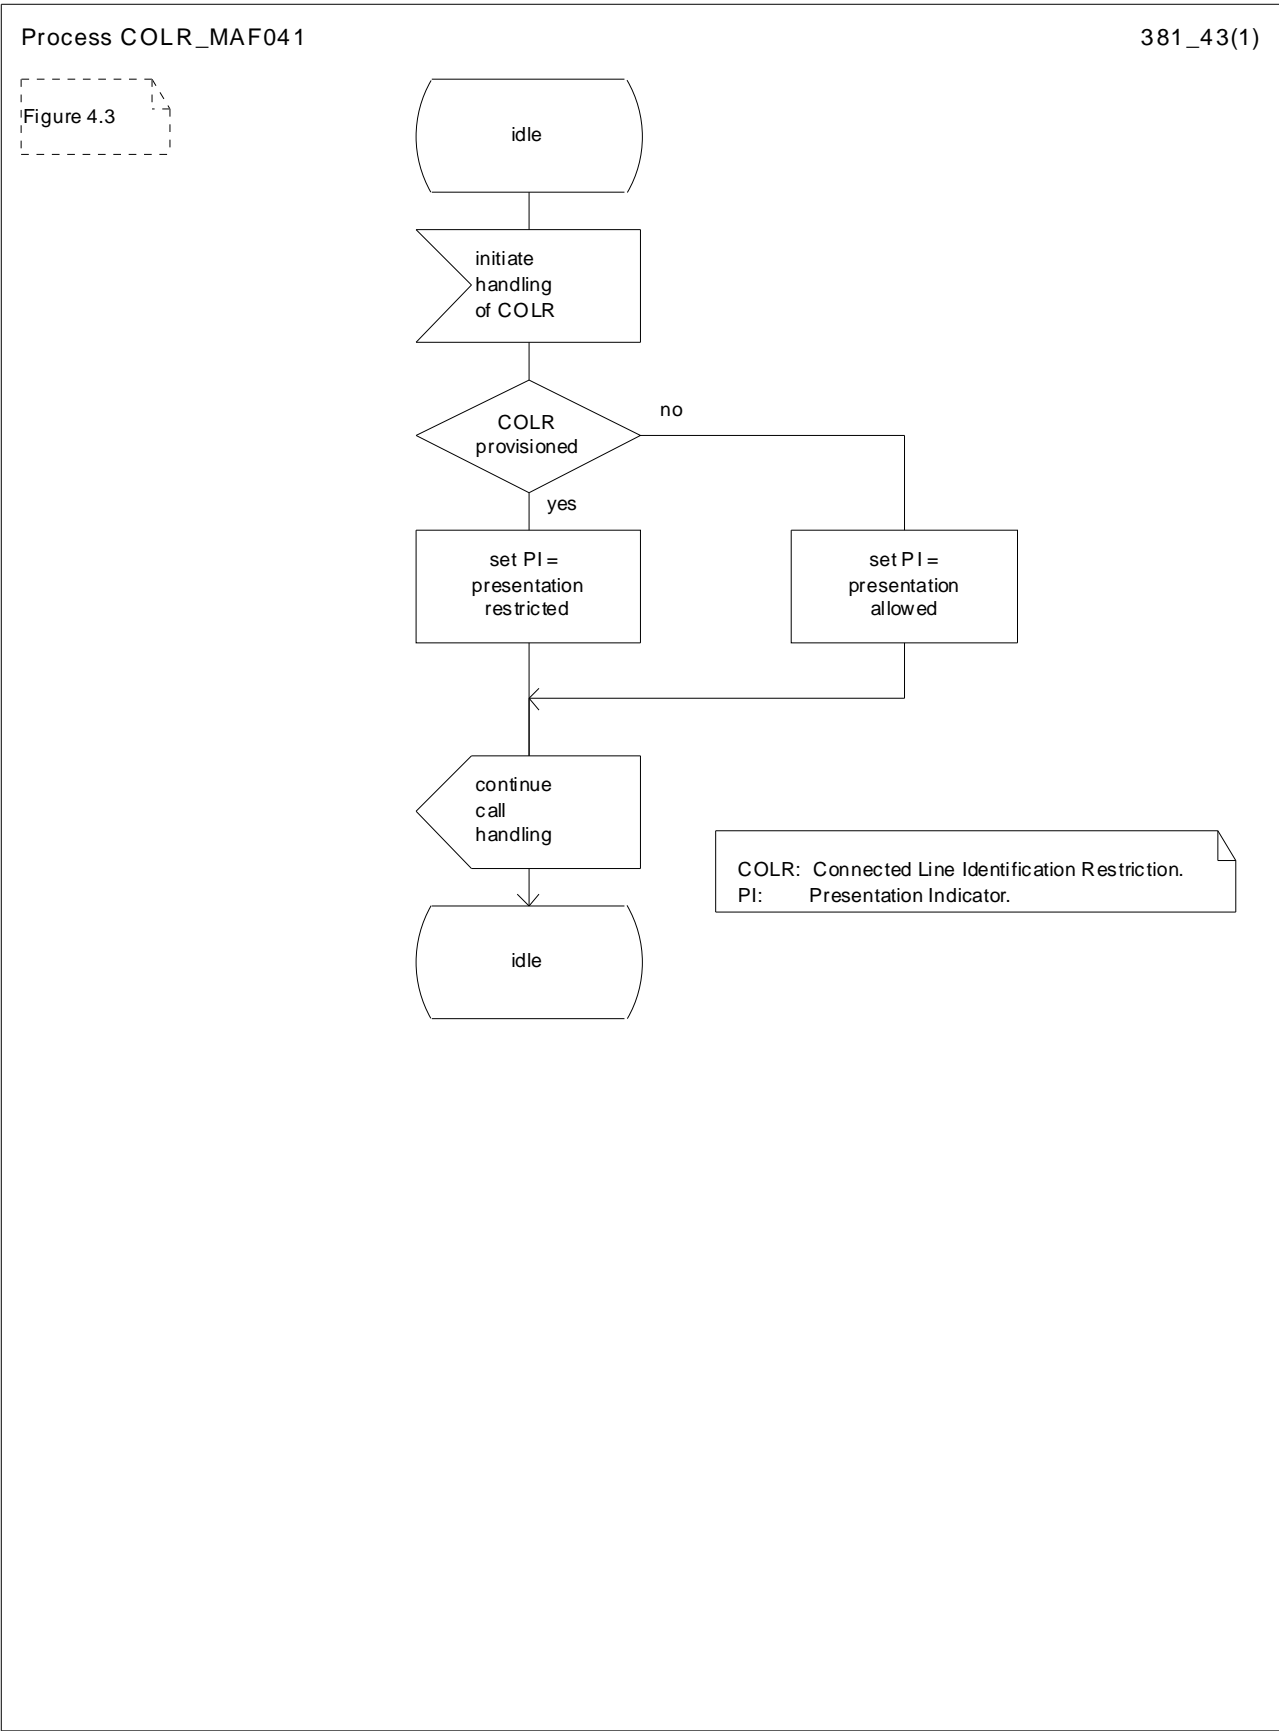 Process COLR_MAF041
381_43(1)
Figure 4.3
idle
initiate
handling
of COLR
COLR
provisioned
no
yes
set PI =
presentation
restricted
set PI =
presentation
allowed
continue
call
handling
COLR: Connected Line Identification Restriction.
PI: Presentation Indicator.
idle